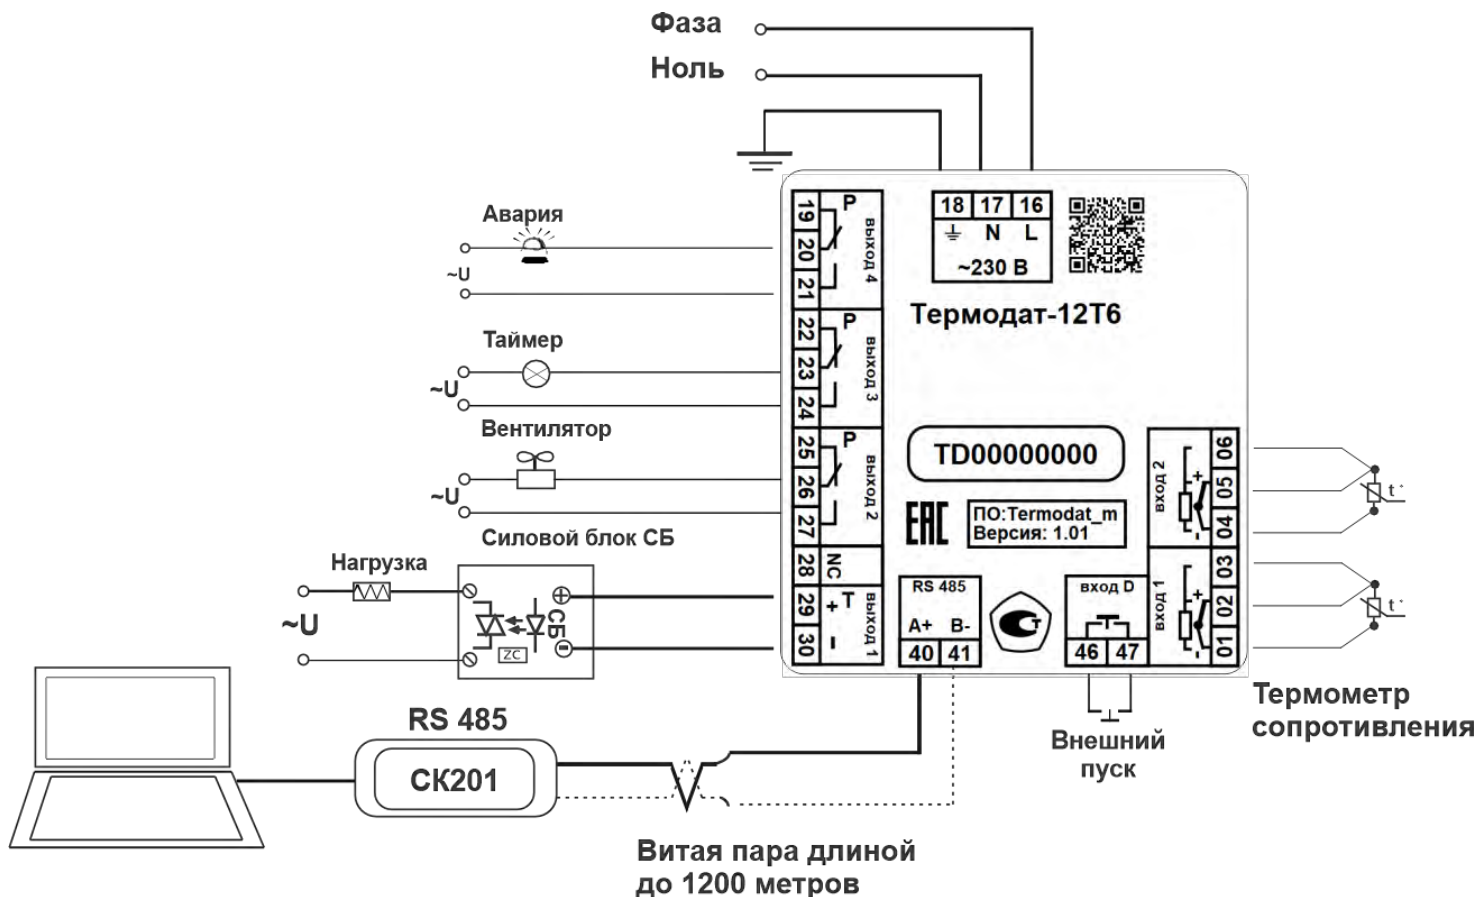 Фаза
Ноль
18 17 16
N L
~230 В
Термодат-12Т6
19 20 21
P
выход 4
22 23 24
P
выход 3
25 26 27
P
выход 2
28
NC
29 30
+ T
-
выход 1
Авария
~U
Таймер
~U
Вентилятор
~U
Силовой блок СБ
Нагрузка
~U
СБ
ZC
TD00000000
EAC
ПО:Termodat_m
Версия: 1.01
RS 485
A+ B-
40 41
вход D
46 47
вход 2
+
-
06 05 04
вход 1
+
-
03 02 01
t°
t°
Термометр
сопротивления
Внешний
пуск
RS 485
СК201
Витая пара длиной
до 1200 метров